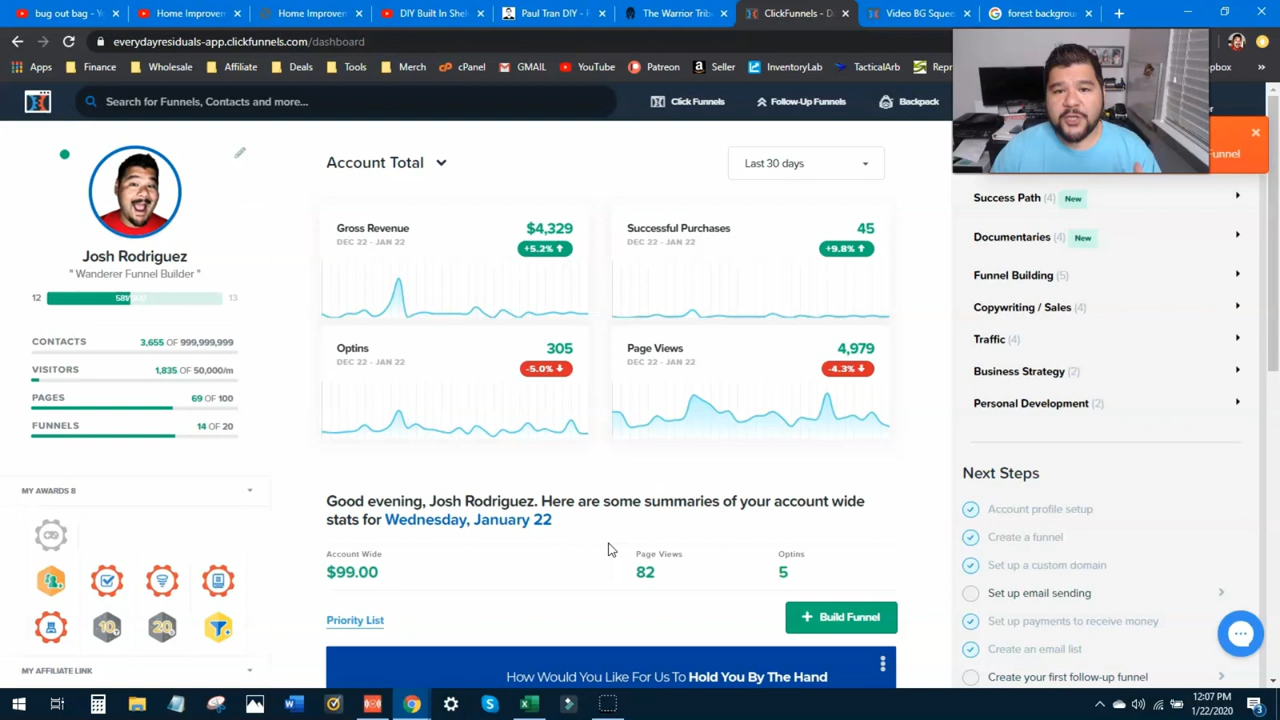 bug out bag - Y
Home Improvem
Home Improvem
DIY Built In Shel
Paul Tran DIY - F
The Warrior Trib
ClickFunnels - D
Video BG Squee
forest backgrou
everydayresiduals-app.clickfunnels.com/dashboard
Apps
Finance
Wholesale
Affiliate
Deals
Tools
Merch
cPanel
GMAIL
YouTube
Patreon
Seller
InventoryLab
TacticalArb
Repr
pbox
Search for Funnels, Contacts and more...
Click Funnels
Follow-Up Funnels
Backpack
Funnel
Josh Rodriguez
" Wanderer Funnel Builder "
12
13
CONTACTS 3,655 OF 999,999,999
VISITORS 1,835 OF 50,000/m
PAGES 69 OF 100
FUNNELS 14 OF 20
MY AWARDS 8
10
20
MY AFFILIATE LINK
Account Total
Last 30 days
Gross Revenue $4,329
DEC 22 - JAN 22 +5.2%
Successful Purchases 45
DEC 22 - JAN 22 +9.8%
Optins 305
DEC 22 - JAN 22 -5.0%
Page Views 4,979
DEC 22 - JAN 22 -4.3%
Good evening, Josh Rodriguez. Here are some summaries of your account wide
stats for Wednesday, January 22
Account Wide Page Views Optins
$99.00 82 5
Priority List
+ Build Funnel
How Would You Like For Us To Hold You By The Hand
Success Path (4) New
Documentaries (4) New
Funnel Building (5)
Copywriting / Sales (4)
Traffic (4)
Business Strategy (2)
Personal Development (2)
Next Steps
Account profile setup
Create a funnel
Set up a custom domain
Set up email sending
Set up payments to receive money
Create an email list
Create your first follow-up funnel
12:07 PM
1/22/2020
3